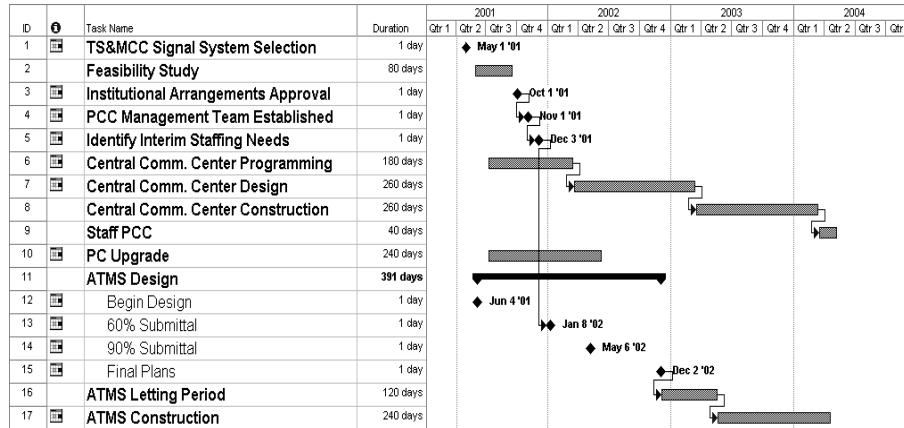 2001 2002 2003 2004
ID Task Name Duration Qtr 1 Qtr 2 Qtr 3 Qtr 4 Qtr 1 Qtr 2 Qtr 3 Qtr 4 Qtr 1 Qtr 2 Qtr 3 Qtr 4 Qtr 1 Qtr 2 Qtr 3 Qtr
1 TS&MCC Signal System Selection 1 day May 1 '01
2 Feasibility Study 80 days
3 Institutional Arrangements Approval 1 day Oct 1 '01
4 PCC Management Team Established 1 day Nov 1 '01
5 Identify Interim Staffing Needs 1 day Dec 3 '01
6 Central Comm. Center Programming 180 days
7 Central Comm. Center Design 260 days
8 Central Comm. Center Construction 260 days
9 Staff PCC 40 days
10 PC Upgrade 240 days
11 ATMS Design 391 days
12 Begin Design 1 day Jun 4 '01
13 60% Submittal 1 day Jan 8 '02
14 90% Submittal 1 day May 6 '02
15 Final Plans 1 day Dec 2 '02
16 ATMS Letting Period 120 days
17 ATMS Construction 240 days